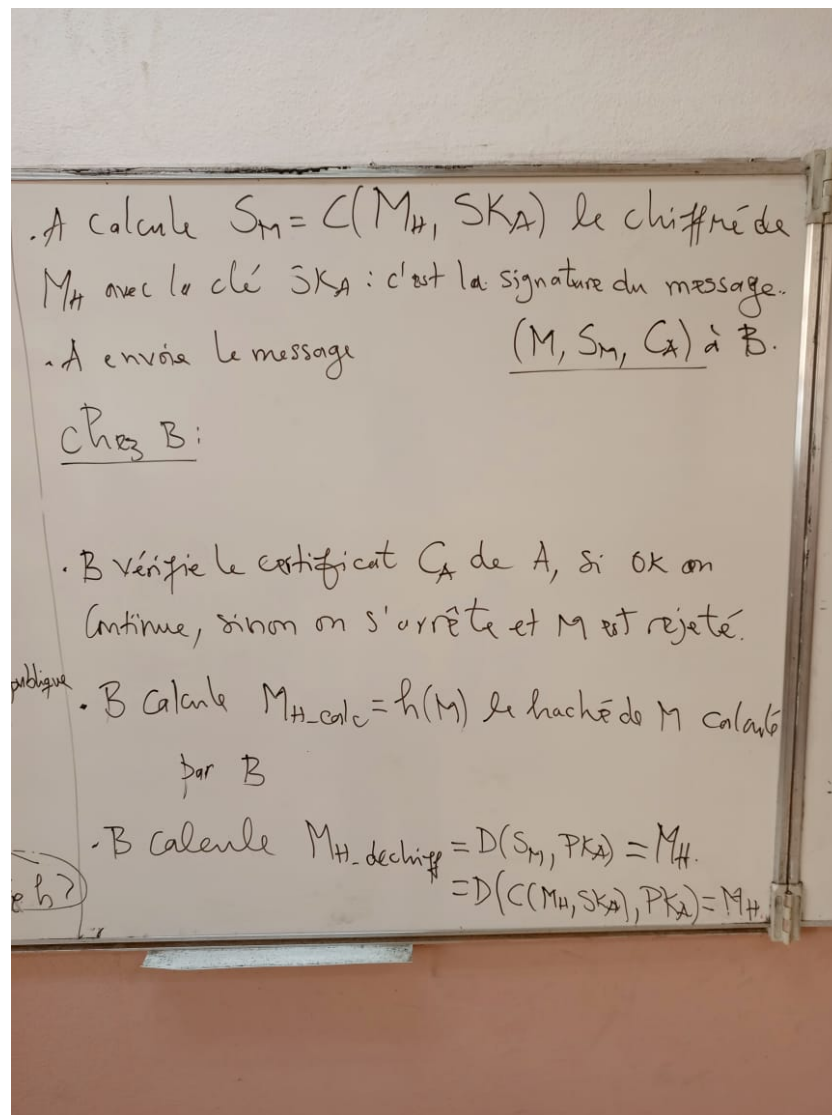 . A calcule S_M = C(M_H, SK_A) le chiffré de
M_H avec la clé SK_A : c'est la signature du message.
. A envoie le message (M, S_M, C_A) à B.
Chez B :
. B vérifie le certificat C_A de A, si OK on
Continue, sinon on s'arrête et M est rejeté.
publique
. B Calcule M_H_calc = h(M) le haché de M calculé
par B
. B calcule M_H_dechiff = D(S_M, PK_A) = M_H.
= D(C(M_H, SK_A), PK_A) = M_H.
e h ?